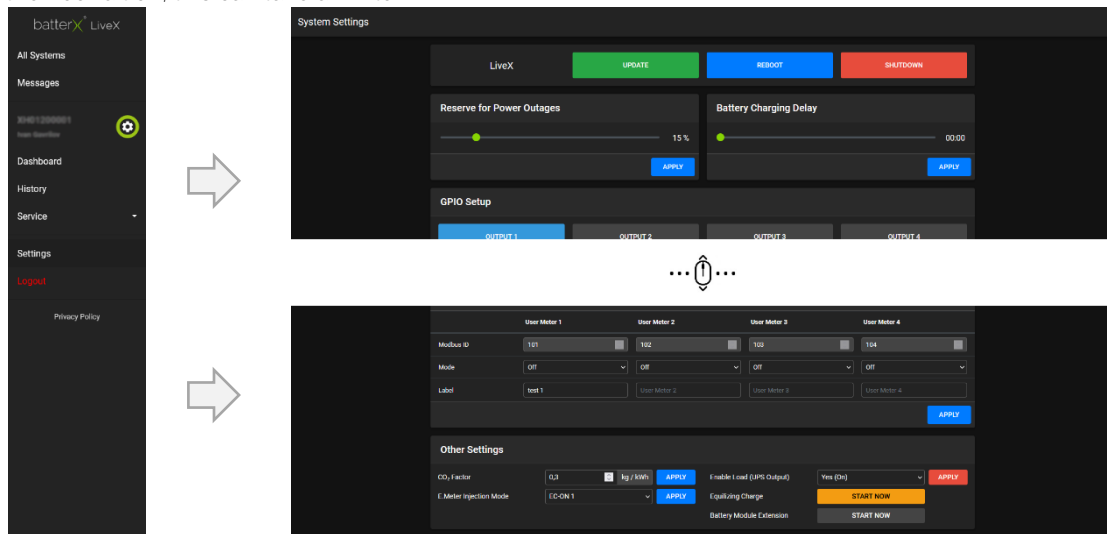 batterX® LiveX
All Systems
Messages
Dashboard
History
Service
Settings
Logout
Privacy Policy
System Settings
LiveX UPDATE REBOOT SHUTDOWN
Reserve for Power Outages Battery Charging Delay
15 % 00:00
APPLY APPLY
GPIO Setup
OUTPUT 1 OUTPUT 2 OUTPUT 3 OUTPUT 4
User Meter 1 User Meter 2 User Meter 3 User Meter 4
Modbus ID 101 102 103 104
Mode Off Off Off Off
Label test 1 User Meter 2 User Meter 3 User Meter 4
APPLY
Other Settings
CO₂ Factor 0,3 kg / kWh APPLY Enable Load (UPS Output) Yes (On) APPLY
E.Meter Injection Mode EC-ON 1 APPLY Equilizing Charge START NOW
Battery Module Extension START NOW